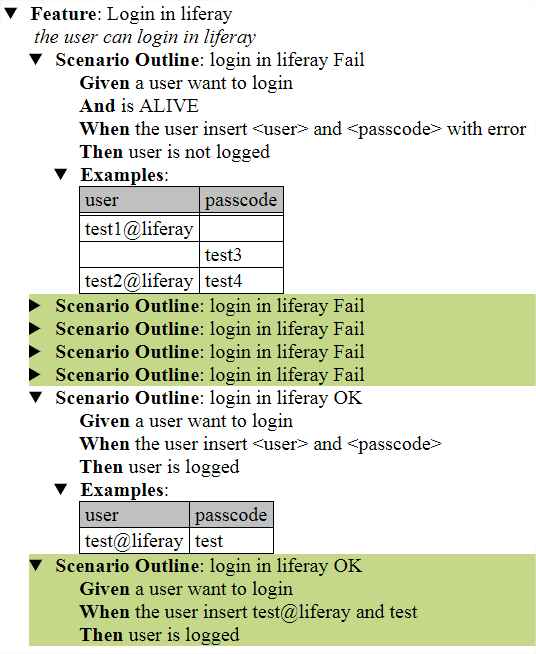 Feature: Login in liferay
the user can login in liferay
Scenario Outline: login in liferay Fail
Given a user want to login
And is ALIVE
When the user insert <user> and <passcode> with error
Then user is not logged
Examples:
user passcode
test1@liferay
test3
test2@liferay test4
Scenario Outline: login in liferay Fail
Scenario Outline: login in liferay Fail
Scenario Outline: login in liferay Fail
Scenario Outline: login in liferay Fail
Scenario Outline: login in liferay OK
Given a user want to login
When the user insert <user> and <passcode>
Then user is logged
Examples:
user passcode
test@liferay test
Scenario Outline: login in liferay OK
Given a user want to login
When the user insert test@liferay and test
Then user is logged